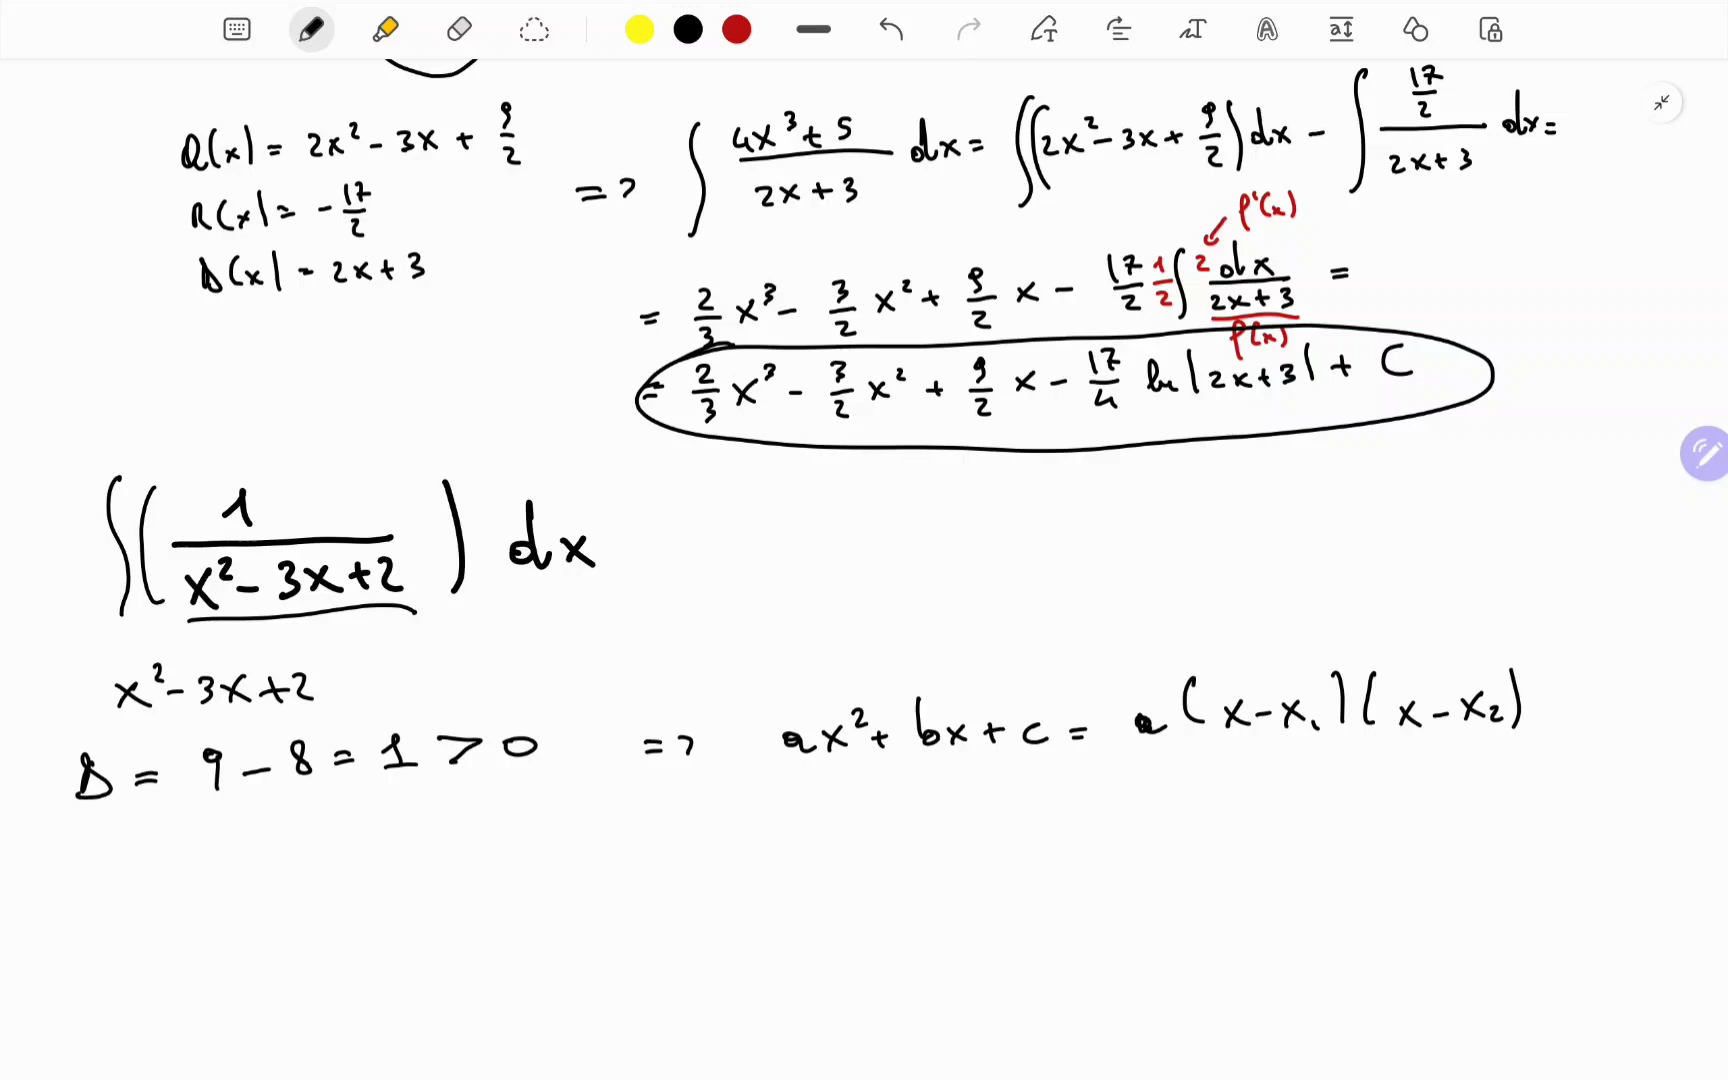 Q(x) = 2x² - 3x + 9/2
R(x) = - 17/2
D(x) = 2x + 3
=> ∫ (4x³ + 5)/(2x + 3) dx = ∫(2x² - 3x + 9/2) dx - ∫ (17/2)/(2x + 3) dx =
f'(x)
= 2/3 x³ - 3/2 x² + 9/2 x - 17/2 1/2 ∫ 2 dx/(2x + 3) =
f(x)
= 2/3 x³ - 3/2 x² + 9/2 x - 17/4 ln|2x + 3| + C
∫ (1/(x² - 3x + 2)) dx
x² - 3x + 2
Δ = 9 - 8 = 1 > 0 => ax² + bx + c = a(x - x₁)(x - x₂)